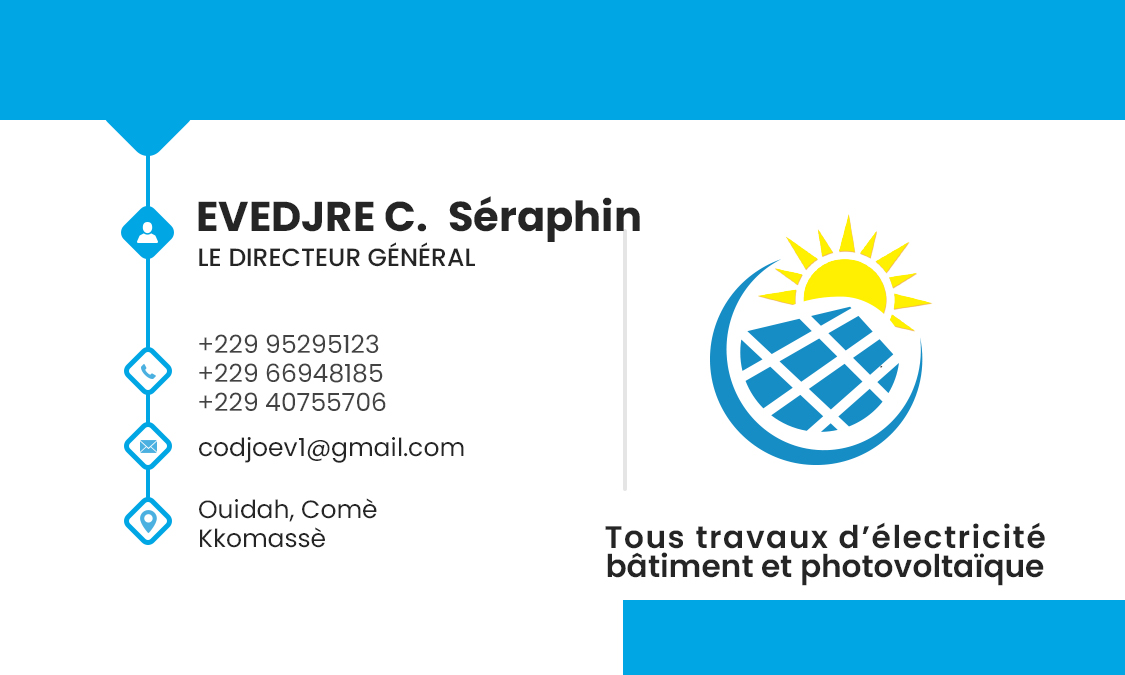 EVEDJRE C. Séraphin
LE DIRECTEUR GÉNÉRAL
+229 95295123
+229 66948185
+229 40755706
codjoev1@gmail.com
Ouidah, Comè
Kkomassè
Tous travaux d’électricité
bâtiment et photovoltaïque